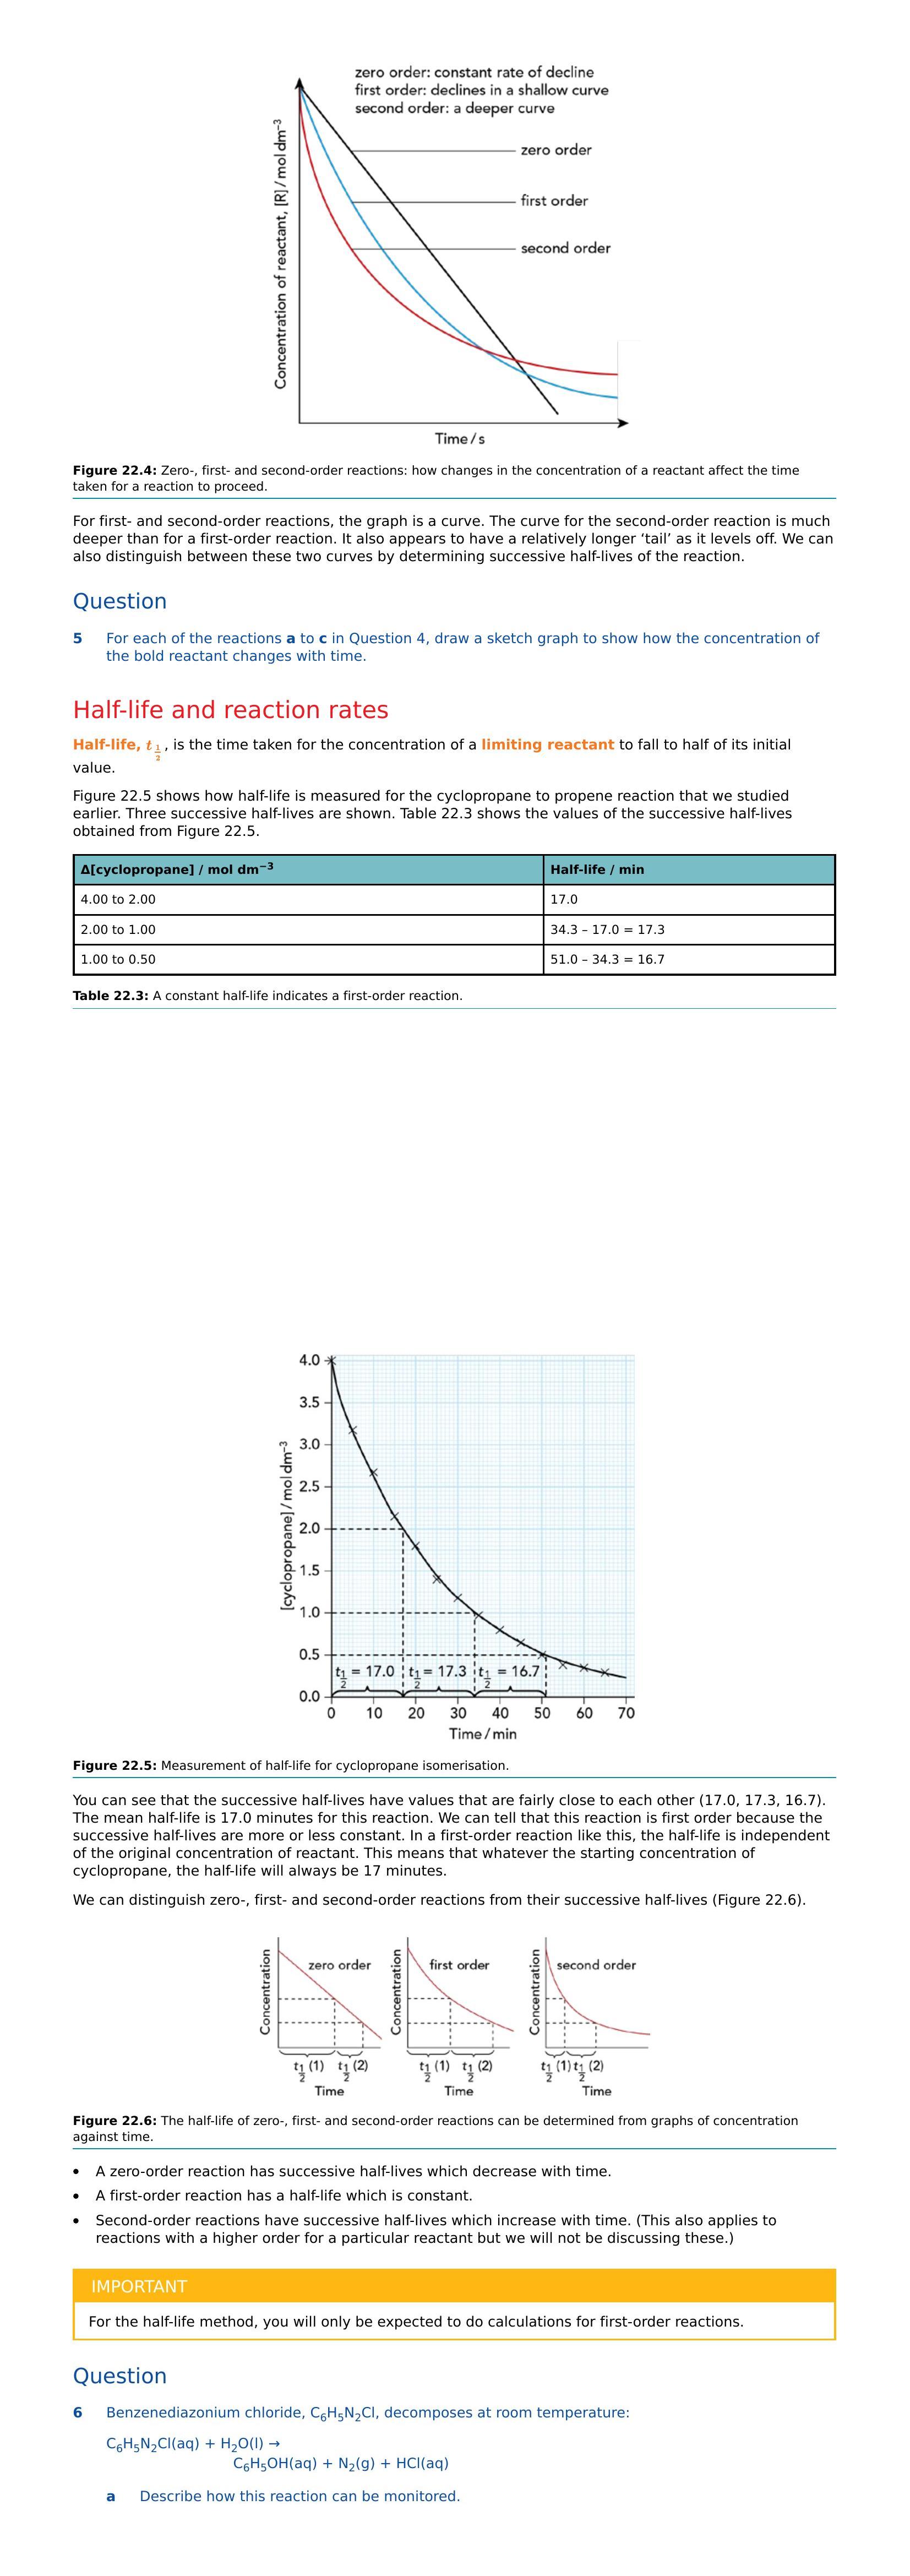 zero order: constant rate of decline
first order: declines in a shallow curve
second order: a deeper curve
Concentration of reactant, [R] / mol dm⁻³
zero order
first order
second order
Time / s
Figure 22.4: Zero-, first- and second-order reactions: how changes in the concentration of a reactant affect the time
taken for a reaction to proceed.
For first- and second-order reactions, the graph is a curve. The curve for the second-order reaction is much
deeper than for a first-order reaction. It also appears to have a relatively longer ‘tail’ as it levels off. We can
also distinguish between these two curves by determining successive half-lives of the reaction.
Question
5 For each of the reactions a to c in Question 4, draw a sketch graph to show how the concentration of
the bold reactant changes with time.
Half-life and reaction rates
Half-life, t 1/2 , is the time taken for the concentration of a limiting reactant to fall to half of its initial
value.
Figure 22.5 shows how half-life is measured for the cyclopropane to propene reaction that we studied
earlier. Three successive half-lives are shown. Table 22.3 shows the values of the successive half-lives
obtained from Figure 22.5.
Δ[cyclopropane] / mol dm⁻³ Half-life / min
4.00 to 2.00 17.0
2.00 to 1.00 34.3 – 17.0 = 17.3
1.00 to 0.50 51.0 – 34.3 = 16.7
Table 22.3: A constant half-life indicates a first-order reaction.
[cyclopropane] / mol dm⁻³
4.0
3.5
3.0
2.5
2.0
1.5
1.0
0.5
0.0
t 1/2 = 17.0 t 1/2 = 17.3 t 1/2 = 16.7
0 10 20 30 40 50 60 70
Time / min
Figure 22.5: Measurement of half-life for cyclopropane isomerisation.
You can see that the successive half-lives have values that are fairly close to each other (17.0, 17.3, 16.7).
The mean half-life is 17.0 minutes for this reaction. We can tell that this reaction is first order because the
successive half-lives are more or less constant. In a first-order reaction like this, the half-life is independent
of the original concentration of reactant. This means that whatever the starting concentration of
cyclopropane, the half-life will always be 17 minutes.
We can distinguish zero-, first- and second-order reactions from their successive half-lives (Figure 22.6).
Concentration
zero order
t 1/2 (1) t 1/2 (2)
Time
Concentration
first order
t 1/2 (1) t 1/2 (2)
Time
Concentration
second order
t 1/2 (1) t 1/2 (2)
Time
Figure 22.6: The half-life of zero-, first- and second-order reactions can be determined from graphs of concentration
against time.
• A zero-order reaction has successive half-lives which decrease with time.
• A first-order reaction has a half-life which is constant.
• Second-order reactions have successive half-lives which increase with time. (This also applies to
reactions with a higher order for a particular reactant but we will not be discussing these.)
IMPORTANT
For the half-life method, you will only be expected to do calculations for first-order reactions.
Question
6 Benzenediazonium chloride, C₆H₅N₂Cl, decomposes at room temperature:
C₆H₅N₂Cl(aq) + H₂O(l) →
C₆H₅OH(aq) + N₂(g) + HCl(aq)
a Describe how this reaction can be monitored.